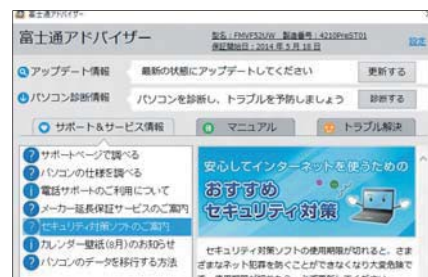 富士通アドバイザー
富士通アドバイザー
型名：FMVF52UW 製造番号：4210PreST01
保証開始日：2014年5月18日
設定
アップデート情報
最新の状態にアップデートしてください
更新する
パソコン診断情報
パソコンを診断し、トラブルを予防しましょう
診断する
サポート&サービス情報
マニュアル
トラブル解決
サポートページで調べる
パソコンの仕様を調べる
電話サポートのご利用について
メーカー延長保証サービスのご案内
セキュリティ対策ソフトのご案内
カレンダー壁紙(8月)のお知らせ
パソコンのデータを移行する方法
安心してインターネットを使うための
おすすめ
セキュリティ対策
セキュリティ対策ソフトの使用期限が切れると、さま
ざまなネット犯罪を防ぐことができなくなり大変危険で